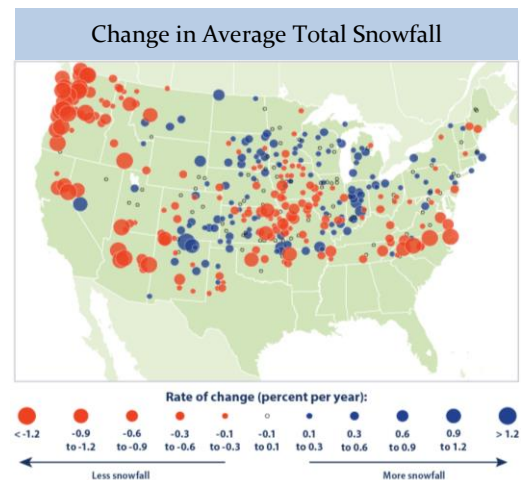 Change in Average Total Snowfall
Rate of change (percent per year):
< -1.2 -0.9 -0.6 -0.3 -0.1 -0.1 0.1 0.3 0.6 0.9 > 1.2
to -1.2 to -0.9 to -0.6 to -0.3 to 0.1 to 0.3 to 0.6 to 0.9 to 1.2
Less snowfall More snowfall